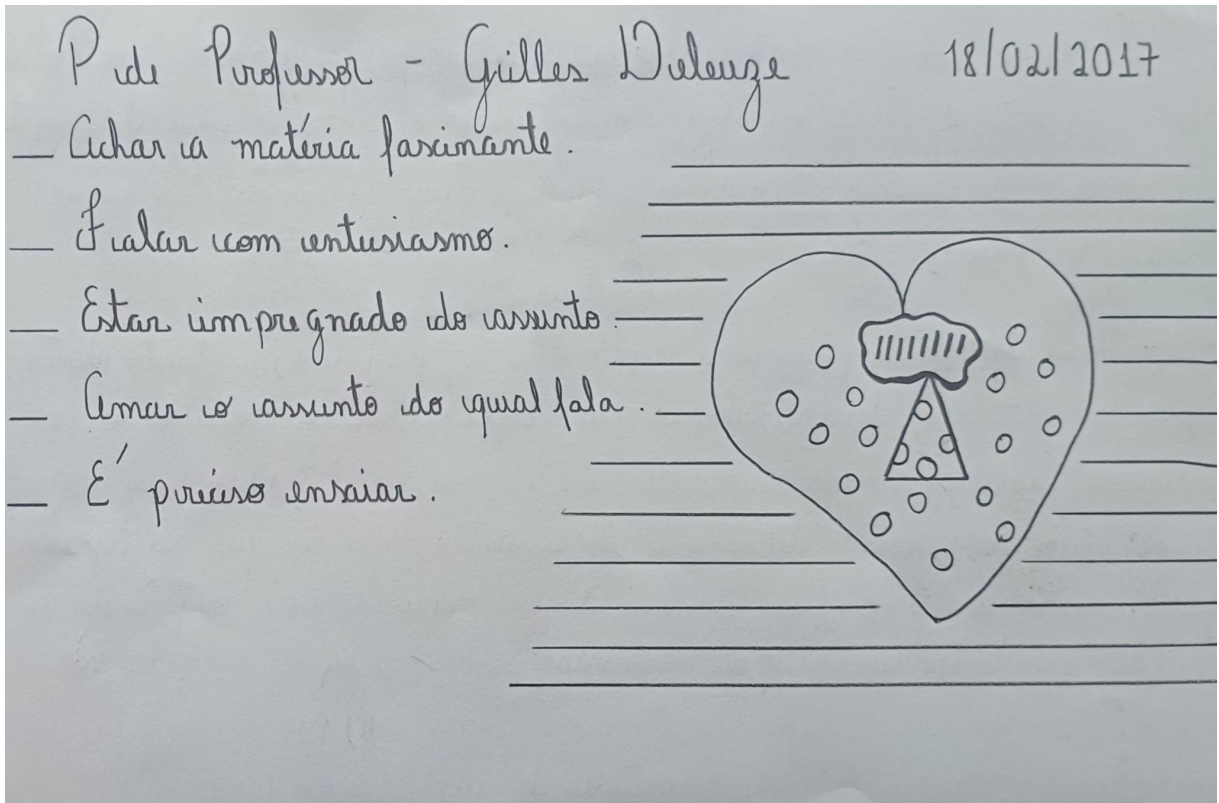 P de Professor - Gilles Deleuze 18/02/2017
— Achar a matéria fascinante.
— Falar com entusiasmo.
— Estar impregnado do assunto.
— Amar o assunto do qual fala.
— É preciso ensaiar.